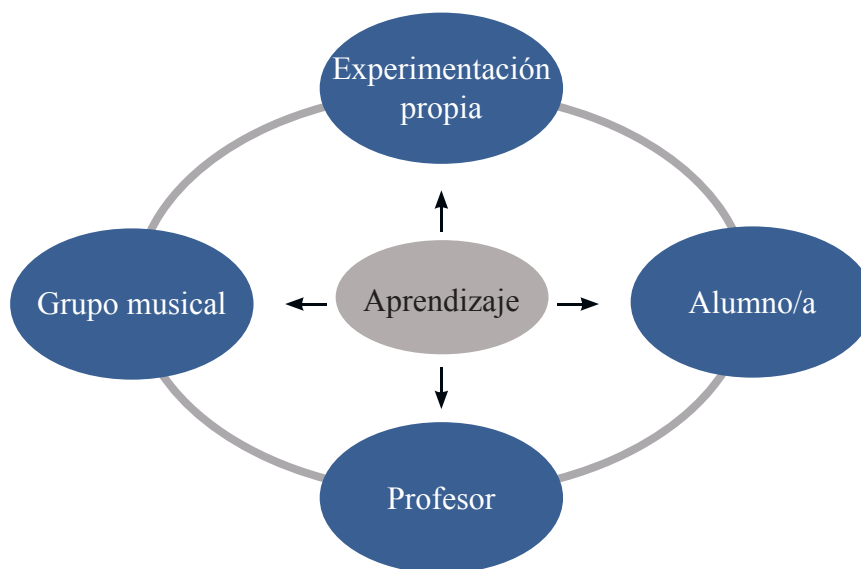 Experimentación
propia
Grupo musical
Aprendizaje
Alumno/a
Profesor